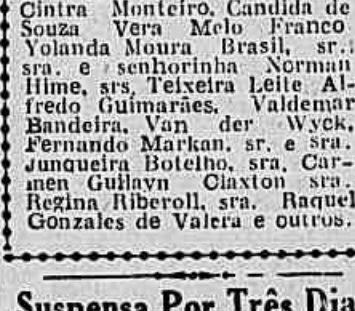 Cintra Monteiro, Candida de
Souza Vera Melo Franco
Yolanda Moura Brasil, sr.,
sra. e senhorinha Norman
Hime, srs. Teixeira Leite Al-
fredo Guimarães, Valdemar
Bandeira, Van der Wyck,
Fernando Markan, sr. e sra.
Junqueira Botelho, sra. Car-
men Gullayn Claxton sra.
Regina Riberoll, sra. Raquel
Gonzales de Valera e outros.
Suspensa Por Três Dia